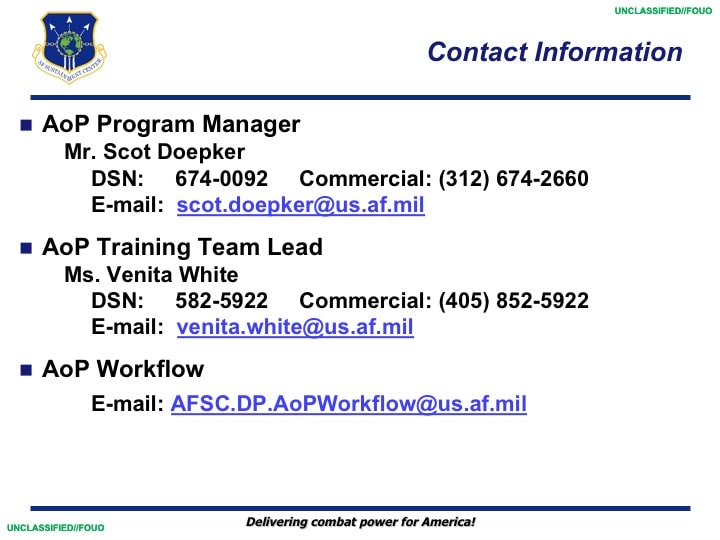 UNCLASSIFIED//FOUO
AF SUSTAINMENT CENTER
Contact Information
AoP Program Manager
Mr. Scot Doepker
DSN: 674-0092 Commercial: (312) 674-2660
E-mail: scot.doepker@us.af.mil
AoP Training Team Lead
Ms. Venita White
DSN: 582-5922 Commercial: (405) 852-5922
E-mail: venita.white@us.af.mil
AoP Workflow
E-mail: AFSC.DP.AoPWorkflow@us.af.mil
Delivering combat power for America!
UNCLASSIFIED//FOUO